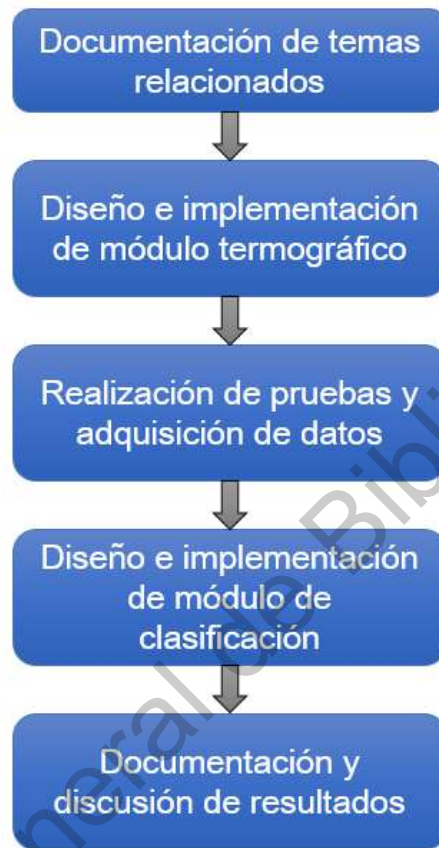 Documentación de temas
relacionados
Diseño e implementación
de módulo termográfico
Realización de pruebas y
adquisición de datos
Diseño e implementación
de módulo de
clasificación
Documentación y
discusión de resultados
de